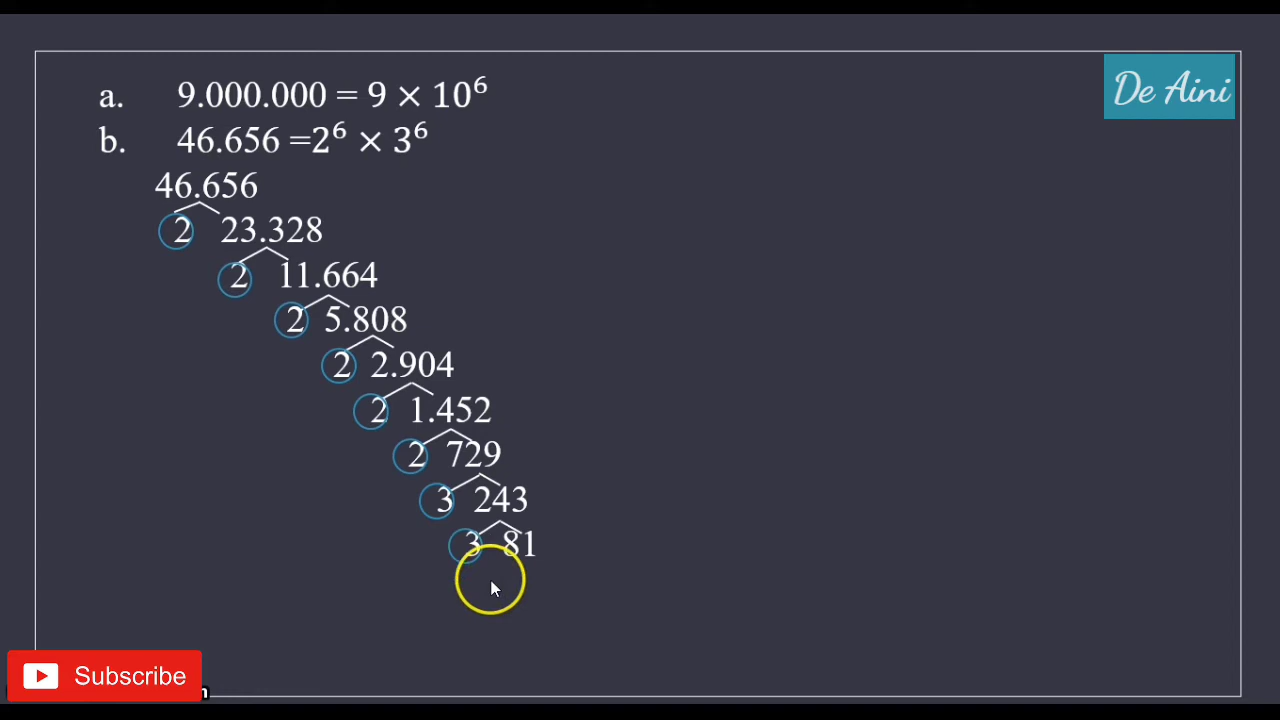 De Aini
a. 9.000.000 = 9 × 10⁶
b. 46.656 =2⁶ × 3⁶
46.656
2 23.328
2 11.664
2 5.808
2 2.904
2 1.452
2 729
3 243
3 81
Subscribe